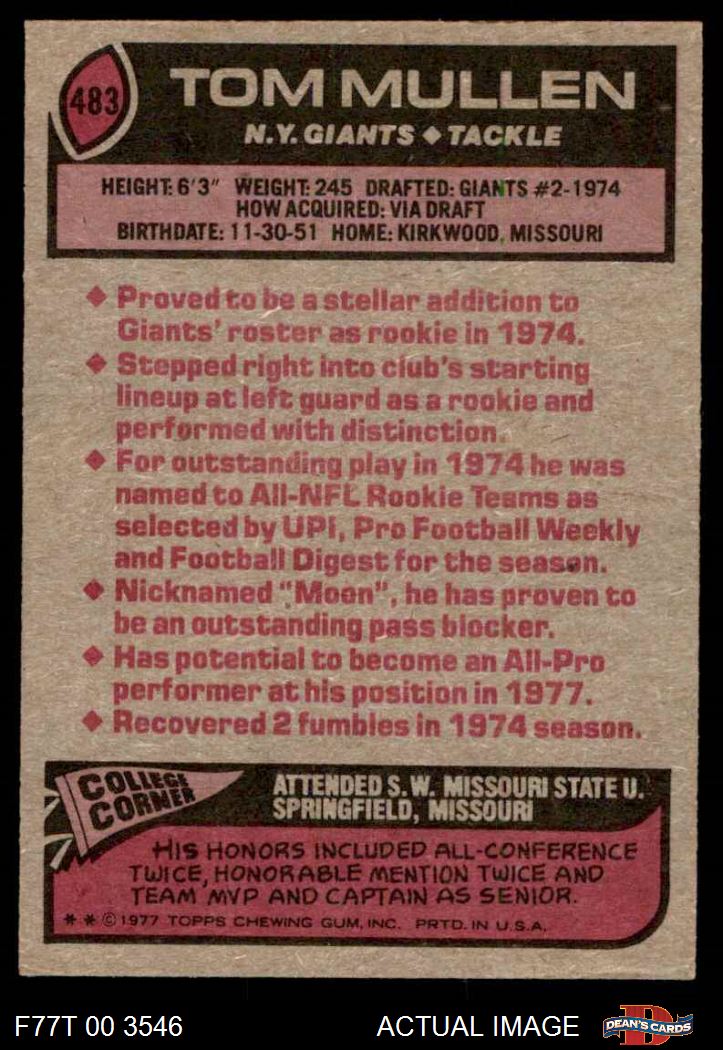 483
TOM MULLEN
N.Y. GIANTS ◆ TACKLE
HEIGHT: 6'3" WEIGHT: 245 DRAFTED: GIANTS #2-1974
HOW ACQUIRED: VIA DRAFT
BIRTHDATE: 11-30-51 HOME: KIRKWOOD, MISSOURI
◆ Proved to be a stellar addition to
Giants' roster as rookie in 1974.
◆ Stepped right into club's starting
lineup at left guard as a rookie and
performed with distinction.
◆ For outstanding play in 1974 he was
named to All-NFL Rookie Teams as
selected by UPI, Pro Football Weekly
and Football Digest for the season.
◆ Nicknamed "Moon", he has proven to
be an outstanding pass blocker.
◆ Has potential to become an All-Pro
performer at his position in 1977.
◆ Recovered 2 fumbles in 1974 season.
COLLEGE
CORNER
ATTENDED S.W. MISSOURI STATE U.
SPRINGFIELD, MISSOURI
HIS HONORS INCLUDED ALL-CONFERENCE
TWICE, HONORABLE MENTION TWICE AND
TEAM MVP AND CAPTAIN AS SENIOR.
* * © 1977 TOPPS CHEWING GUM, INC. PRTD. IN U.S.A.
F77T 00 3546
ACTUAL IMAGE
D
DEAN'S CARDS